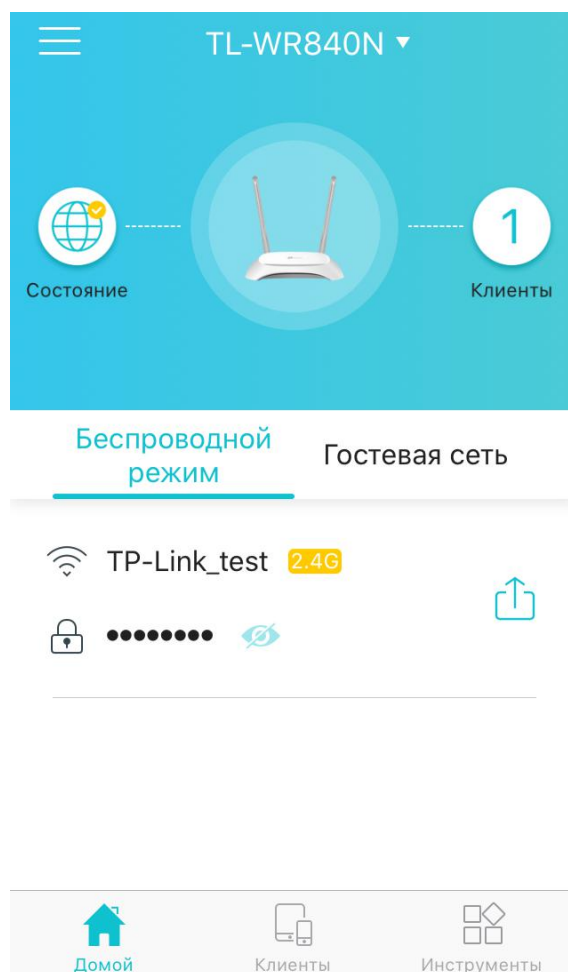 TL-WR840N
1
Состояние
Клиенты
Беспроводной
режим
Гостевая сеть
TP-Link_test 2.4G
••••••••
Домой
Клиенты
Инструменты